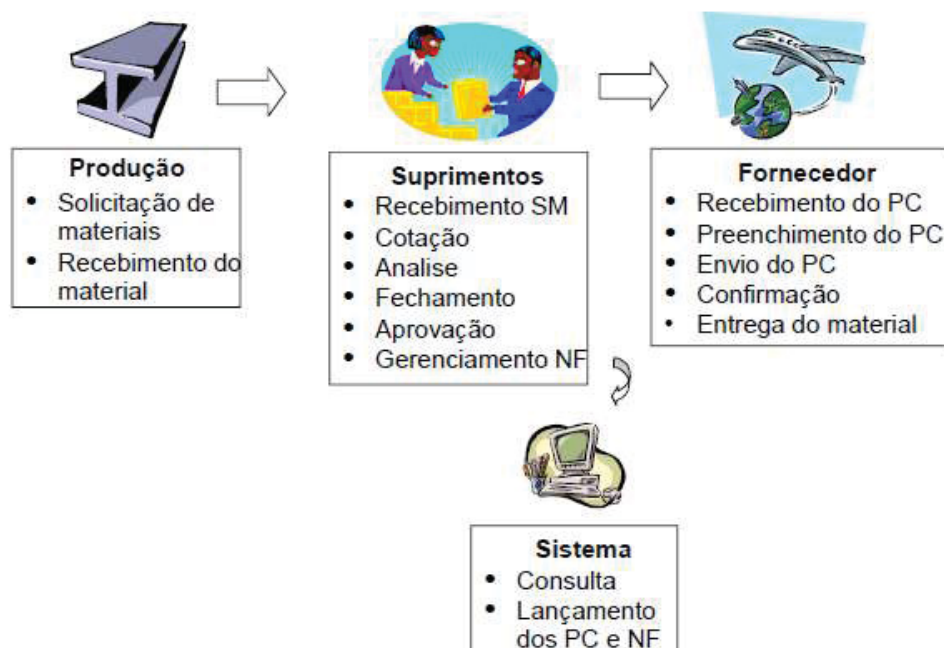 Produção
• Solicitação de
materiais
• Recebimento do
material
Suprimentos
• Recebimento SM
• Cotação
• Analise
• Fechamento
• Aprovação
• Gerenciamento NF
Fornecedor
• Recebimento do PC
• Preenchimento do PC
• Envio do PC
• Confirmação
• Entrega do material
Sistema
• Consulta
• Lançamento
dos PC e NF